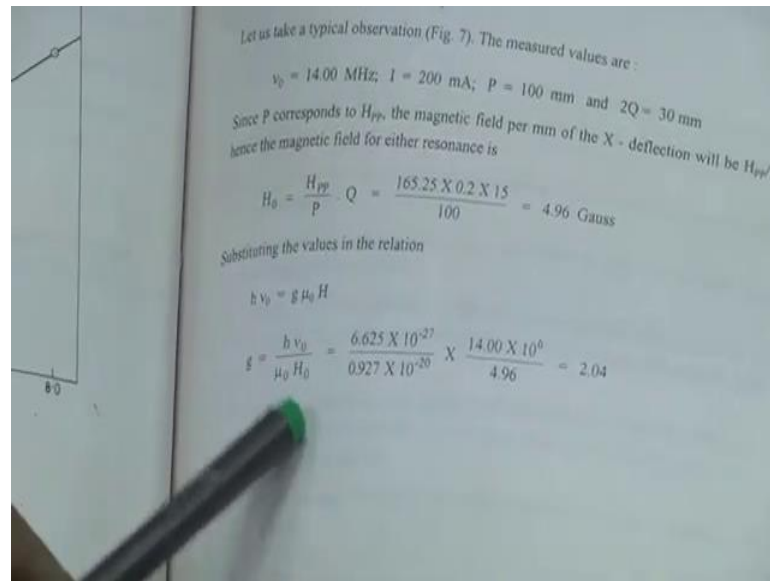 Let us take a typical observation (Fig. 7). The measured values are :
ν₀ = 14.00 MHz; I = 200 mA; P = 100 mm and 2Q = 30 mm
Since P corresponds to Hpp, the magnetic field per mm of the X - deflection will be Hpp/
hence the magnetic field for either resonance is
H₀ = Hpp/P . Q = 165.25 X 0.2 X 15/100 = 4.96 Gauss
Substituting the values in the relation
h ν₀ = g μ₀ H
g = h ν₀/μ₀ H₀ = 6.625 X 10⁻²⁷/0.927 X 10⁻²⁰ X 14.00 X 10⁶/4.96 = 2.04
8·0